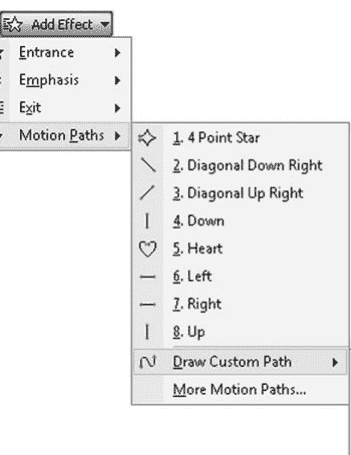 Add Effect
Entrance
Emphasis
Exit
Motion Paths
1. 4 Point Star
2. Diagonal Down Right
3. Diagonal Up Right
4. Down
5. Heart
6. Left
7. Right
8. Up
Draw Custom Path
More Motion Paths...